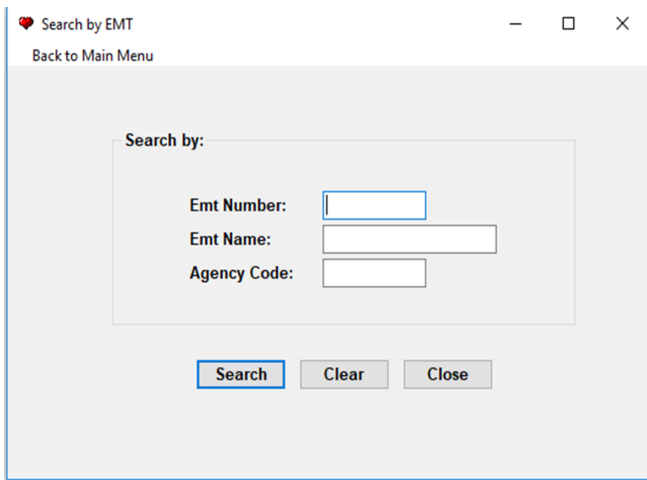 Search by EMT
Back to Main Menu
Search by:
Emt Number:
Emt Name:
Agency Code:
Search Clear Close